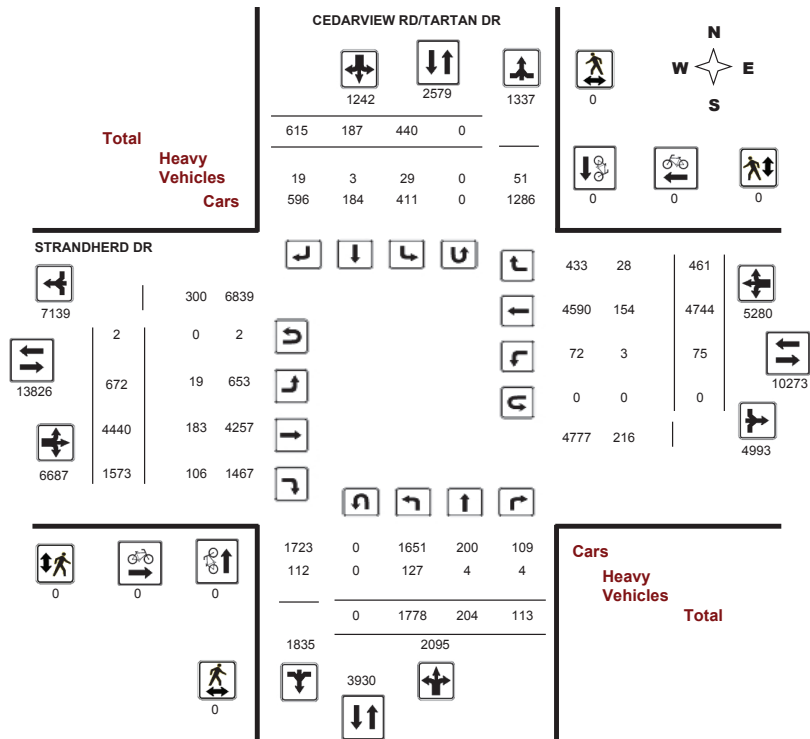 CEDARVIEW RD/TARTAN DR
N
W E
S
1242 2579 1337 0
615 187 440 0
Total
Heavy
Vehicles
19 3 29 0 51
Cars
596 184 411 0 1286
0 0 0
STRANDHERD DR
7139
300 6839
433 28 461
4590 154 4744
5280
2 0 2
72 3 75
13826
672 19 653
10273
0 0 0
4440 183 4257
4777 216
4993
6687
1573 106 1467
1723 0 1651 200 109
112 0 127 4 4
0 1778 204 113
Cars
Heavy
Vehicles
Total
0 0 0
1835 2095
3930
0